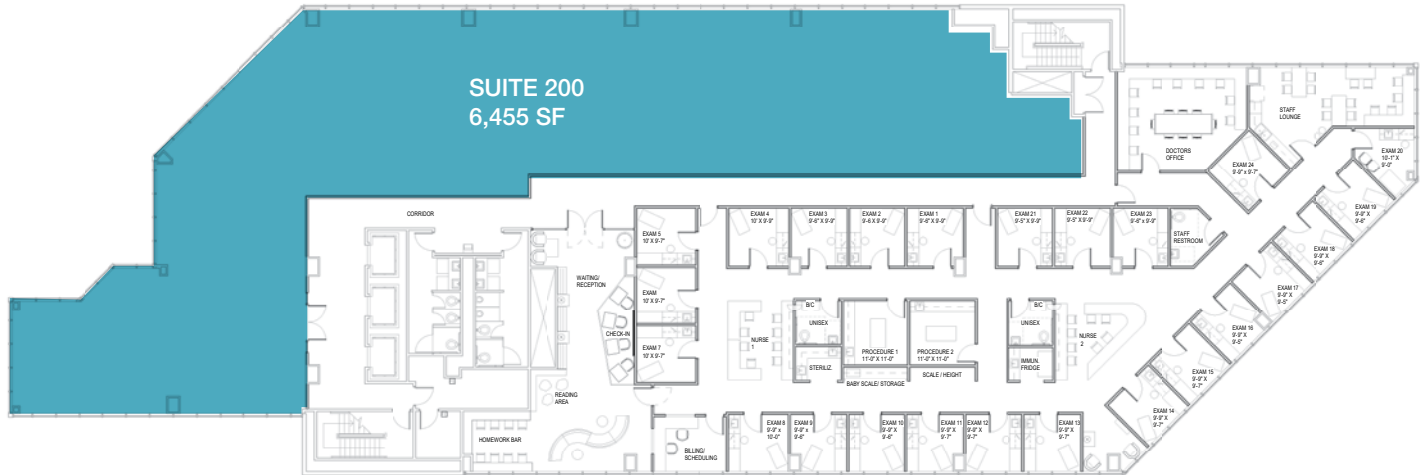 SUITE 200
6,455 SF
STAFF
LOUNGE
DOCTORS
OFFICE
EXAM 20
10'-1" X
9'-0"
EXAM 24
9'-9" x 9'-7"
EXAM 19
9'-9" X
9'-6"
EXAM 18
9'-9" X
9'-6"
EXAM 17
9'-9" X
9'-5"
EXAM 16
9'-9" X
9'-5"
EXAM 15
9'-9" X
9'-7"
EXAM 14
9'-9" X
9'-7"
CORRIDOR
EXAM 5
10' X 9'-7"
EXAM 4
10' X 9'-9"
EXAM 3
9'-6" X 9'-9"
EXAM 2
9'-6 X 9'-9"
EXAM 1
9'-8" X 9'-9"
EXAM 21
9'-5" X 9'-9"
EXAM 22
9'-5" X 9'-9"
EXAM 23
9'-6" x 9'-9"
STAFF
RESTROOM
WAITING/
RECEPTION
EXAM
10' X 9'-7"
CHECK-IN
EXAM 7
10' X 9'-7"
NURSE
1
B/C
UNISEX
STERILIZ.
PROCEDURE 1
11'-0" X 11'-0"
PROCEDURE 2
11'-0" X 11'-0"
BABY SCALE/ STORAGE
SCALE / HEIGHT
B/C
UNISEX
IMMUN.
FRIDGE
NURSE
2
READING
AREA
HOMEWORK BAR
BILLING/
SCHEDULING
EXAM 8
9'-9" x
10'-0"
EXAM 9
9'-9" x
9'-6"
EXAM 10
9'-9" X
9'-6"
EXAM 11
9'-9" X
9'-7"
EXAM 12
9'-9" X
9'-7"
EXAM 13
9'-9" X
9'-7"